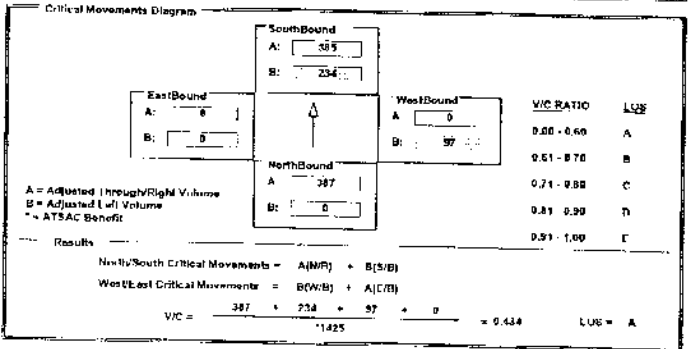 Critical Movements Diagram
SouthBound
A: 385
B: 234
EastBound
A: 0
B: 0
WestBound
A 0
B: 97
NorthBound
A 387
B: 0
V/C RATIO LOS
0.00 - 0.60 A
0.61 - 0.70 B
0.71 - 0.80 C
0.81 - 0.90 D
0.91 - 1.00 E
A = Adjusted Through/Right Volume
B = Adjusted Left Volume
* = ATSAC Benefit
Results
North/South Critical Movements = A(N/B) + B(S/B)
West/East Critical Movements = B(W/B) + A(E/B)
V/C = 387 + 234 + 97 + 0 = 0.434 LOS = A
*1425